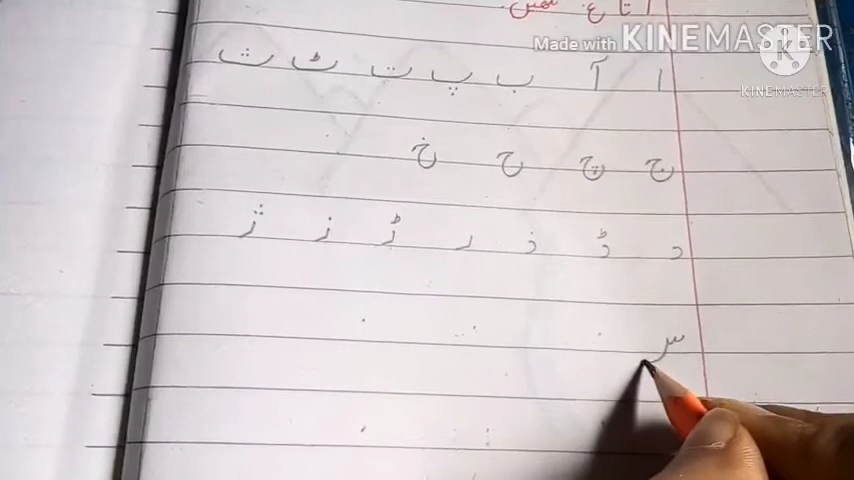 Made with KINEMASTER
KINEMASTER
ا آ ب پ ت ٹ ث
ج چ ح خ
د ڈ ذ ر ڑ ز ژ
س